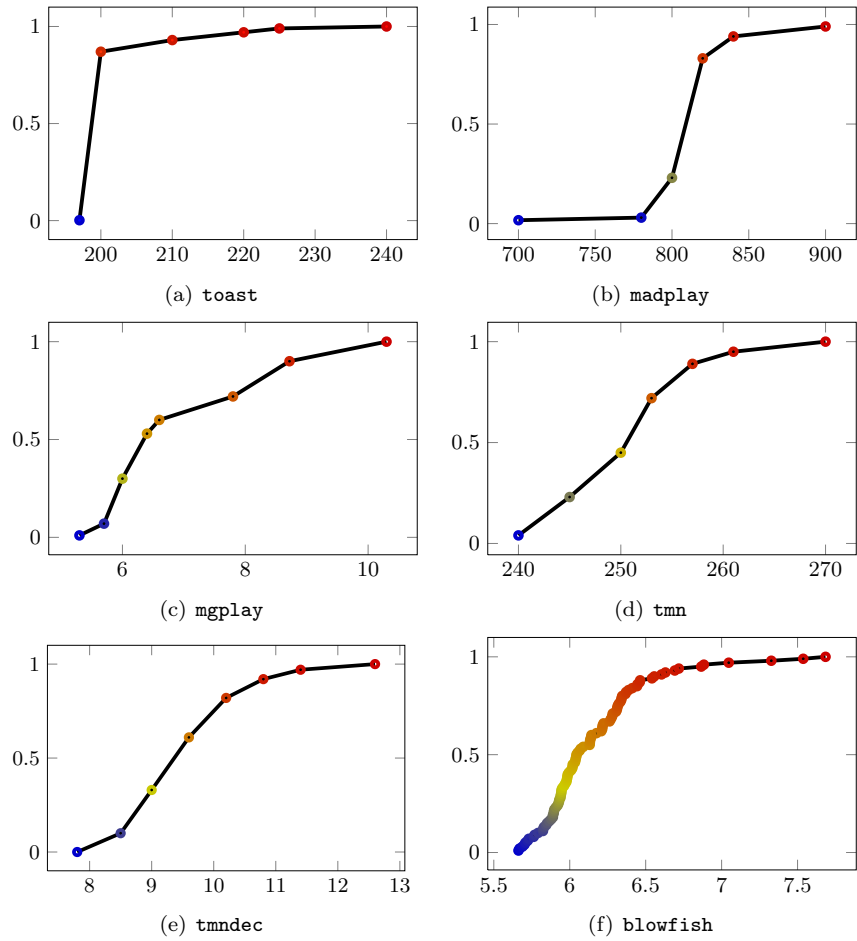 1
0.5
0
200 210 220 230 240
(a) toast
1
0.5
0
700 750 800 850 900
(b) madplay
1
0.5
0
6 8 10
(c) mgplay
1
0.5
0
240 250 260 270
(d) tmn
1
0.5
0
8 9 10 11 12 13
(e) tmndec
1
0.5
0
5.5 6 6.5 7 7.5
(f) blowfish